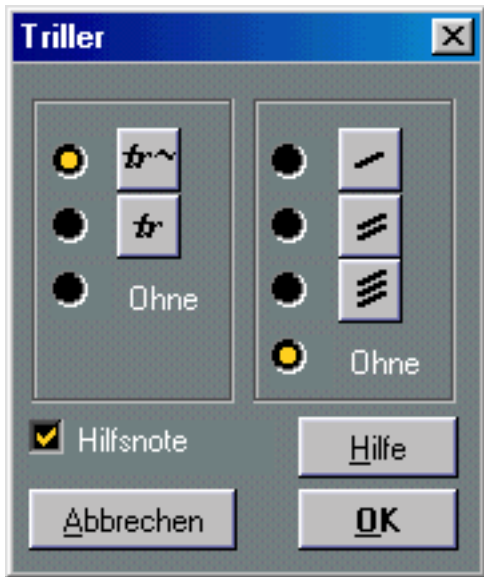 Triller
tr~
tr
Ohne
Ohne
Hilfsnote
Hilfe
Abbrechen
OK